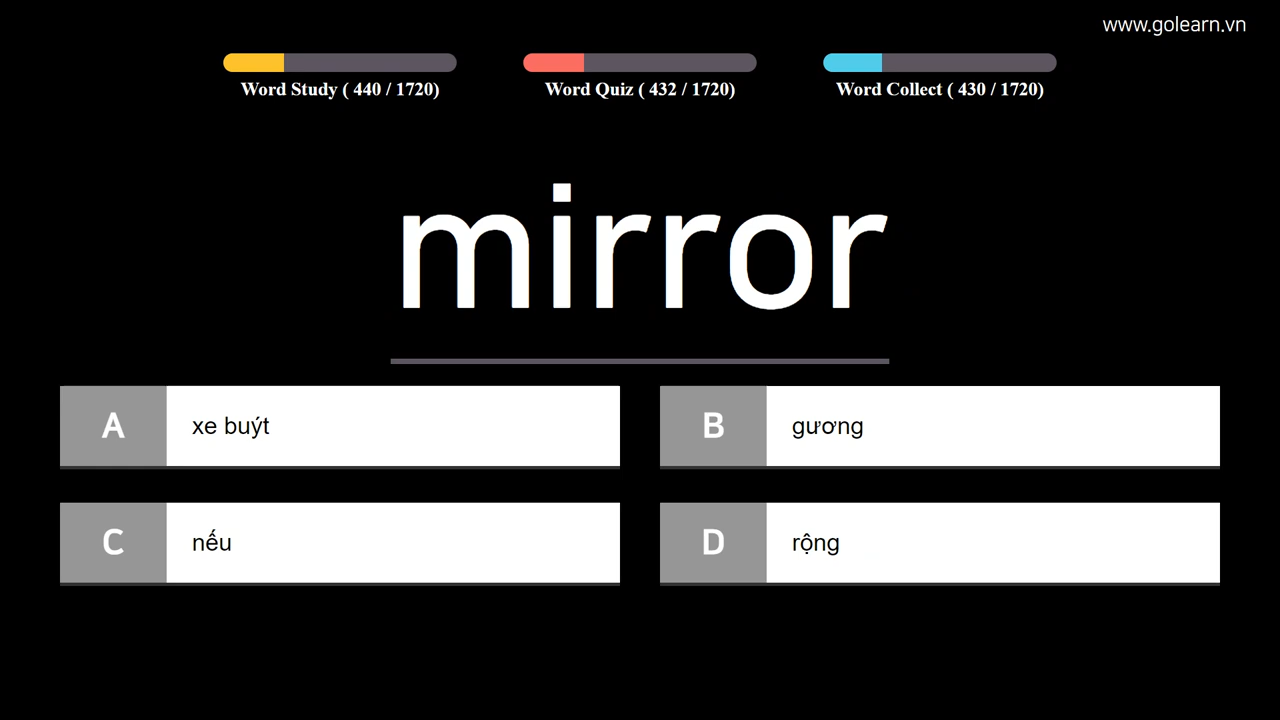 www.golearn.vn
Word Study ( 440 / 1720)
Word Quiz ( 432 / 1720)
Word Collect ( 430 / 1720)
mirror
A xe buýt
B gương
C nếu
D rộng